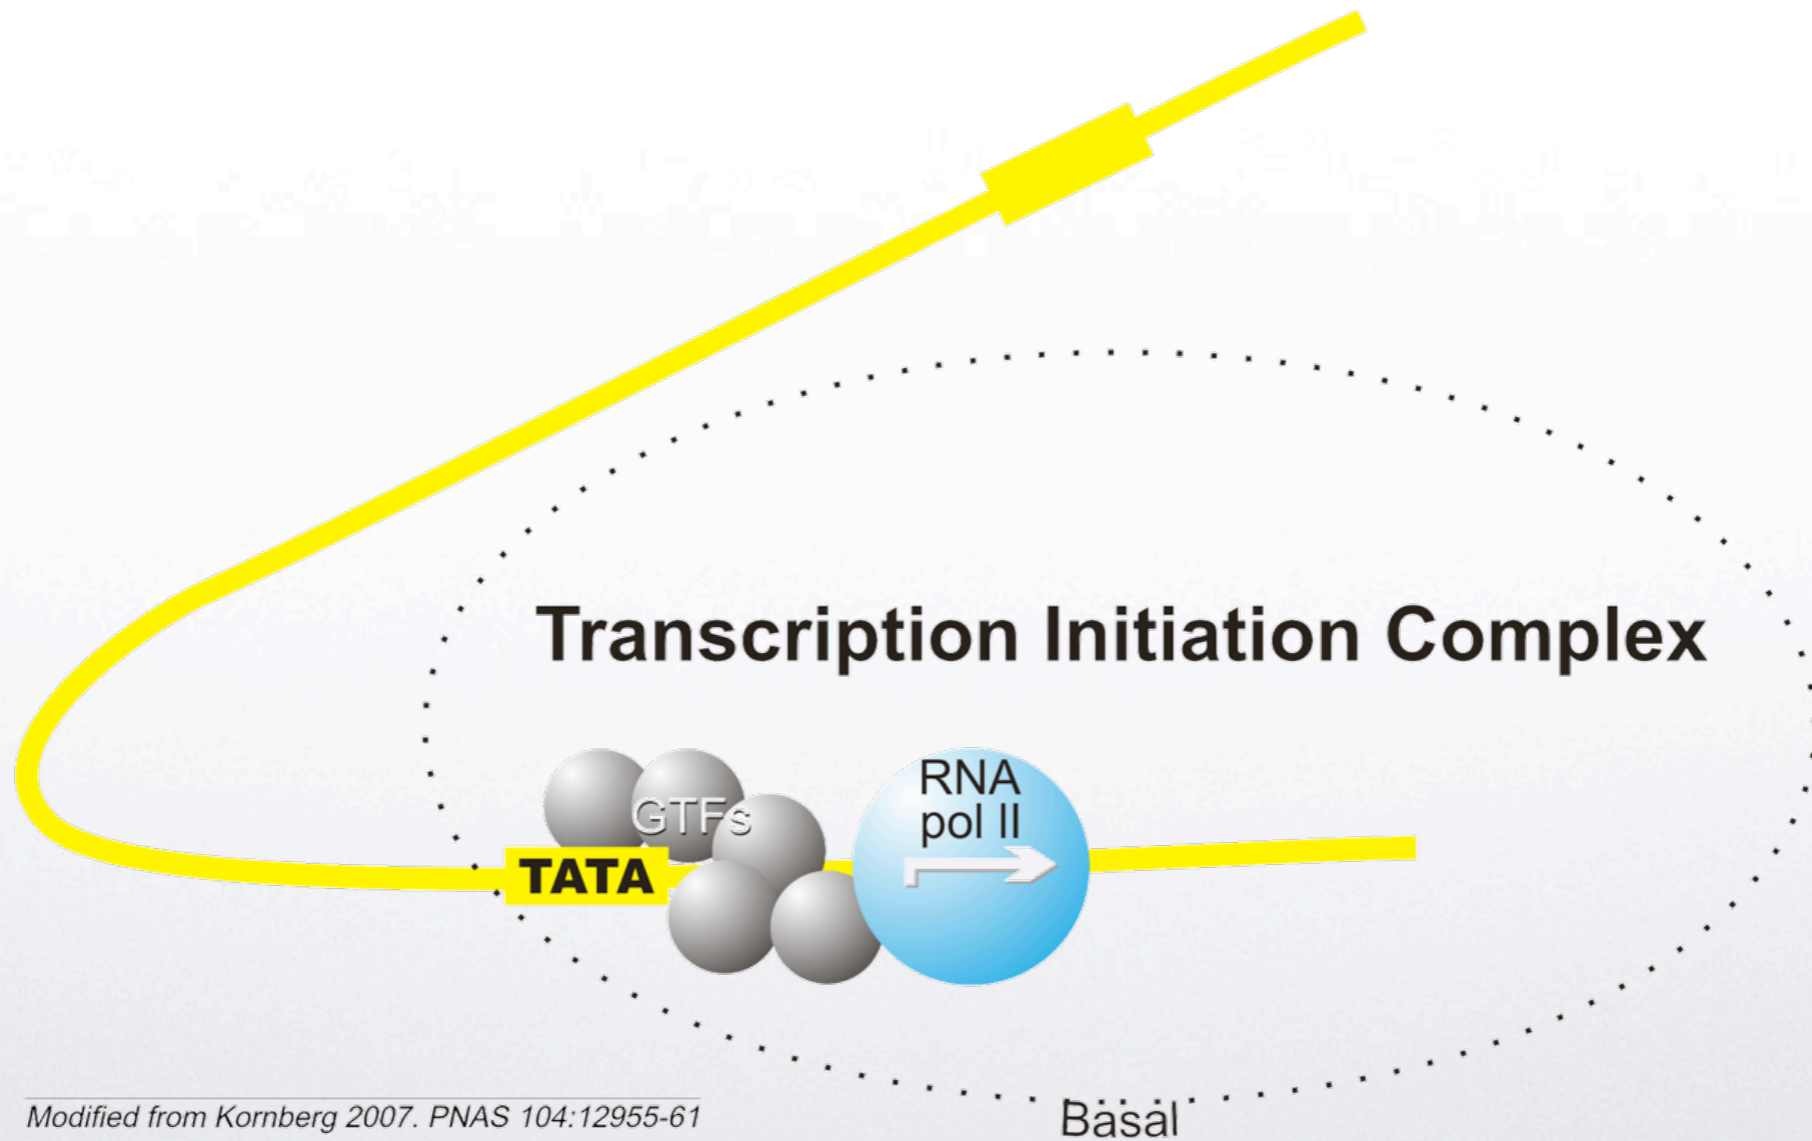 Transcription Initiation Complex
GTFs
RNA
pol II
TATA
Basal
Modified from Kornberg 2007. PNAS 104:12955-61